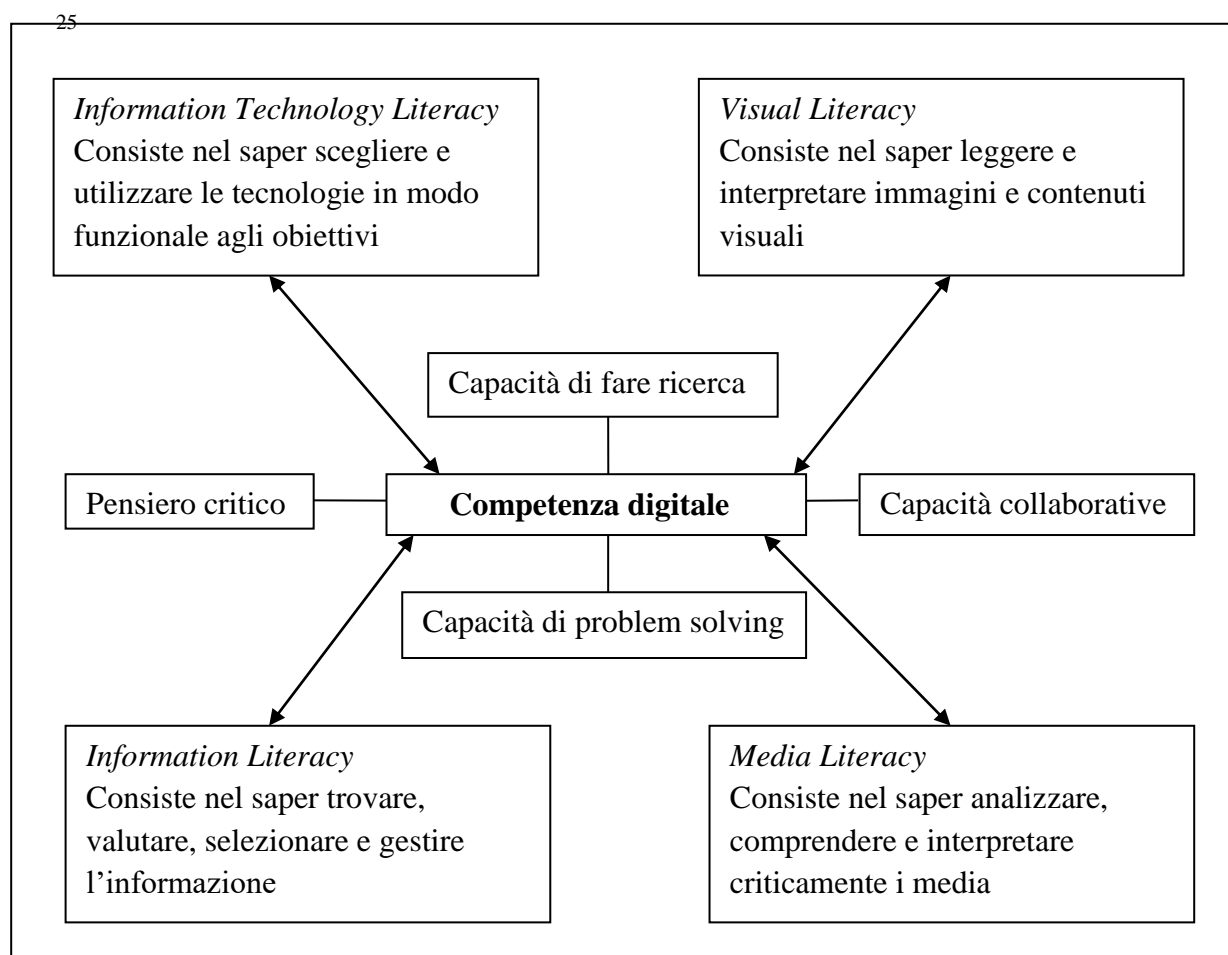 25
Information Technology Literacy
Consiste nel saper scegliere e
utilizzare le tecnologie in modo
funzionale agli obiettivi
Visual Literacy
Consiste nel saper leggere e
interpretare immagini e contenuti
visuali
Capacità di fare ricerca
Pensiero critico
Competenza digitale
Capacità collaborative
Capacità di problem solving
Information Literacy
Consiste nel saper trovare,
valutare, selezionare e gestire
l’informazione
Media Literacy
Consiste nel saper analizzare,
comprendere e interpretare
criticamente i media